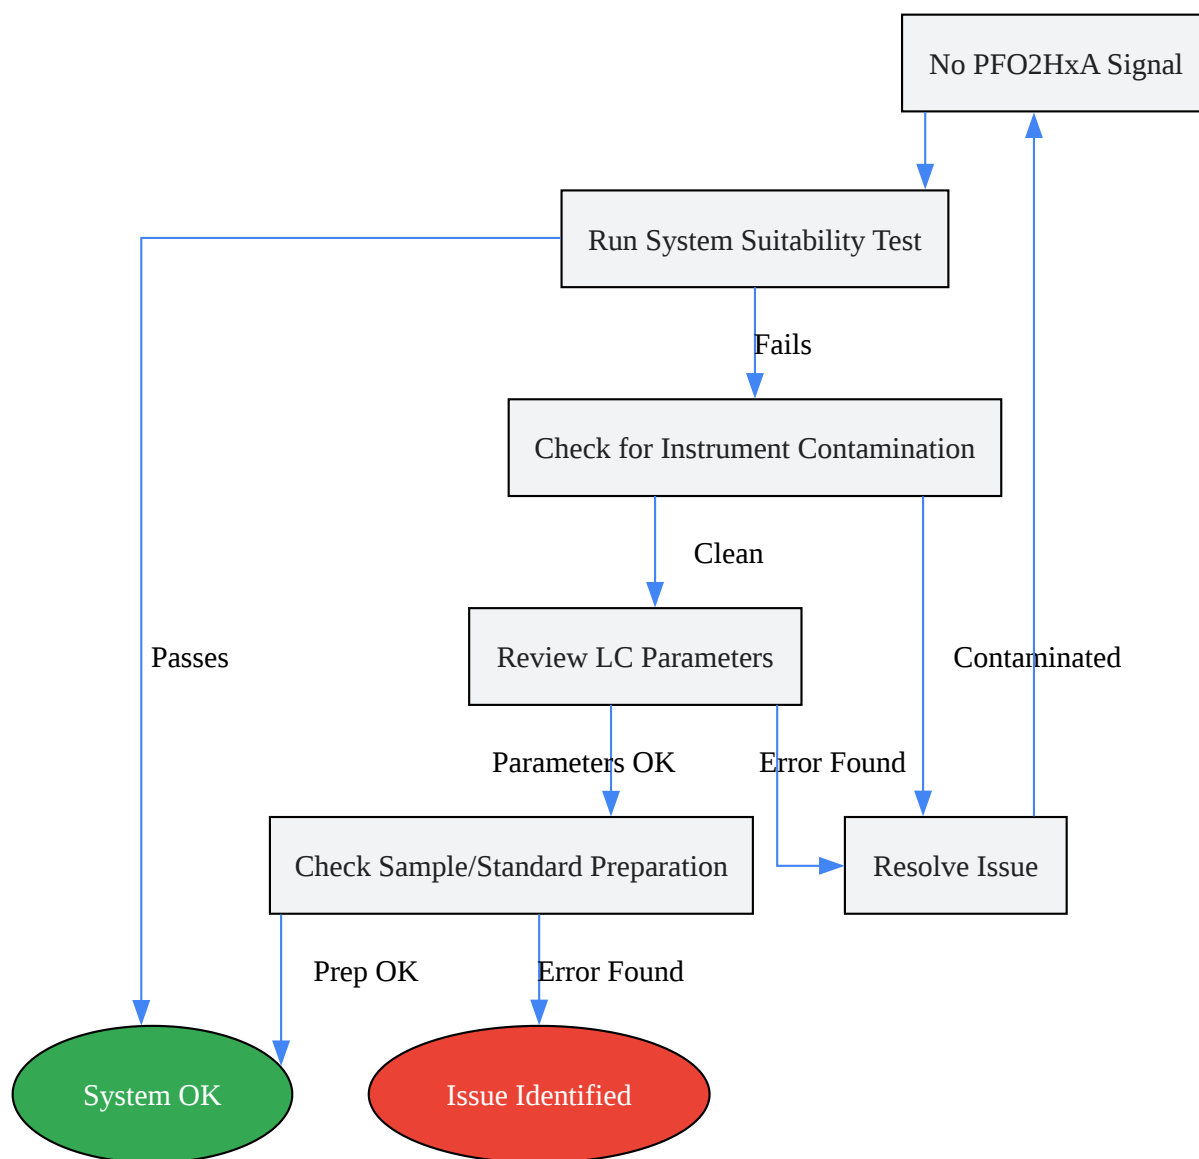 No PFO2HxA Signal
Run System Suitability Test
Fails
Check for Instrument Contamination
Clean
Passes
Review LC Parameters
Contaminated
Parameters OK
Error Found
Check Sample/Standard Preparation
Resolve Issue
Prep OK
Error Found
System OK
Issue Identified